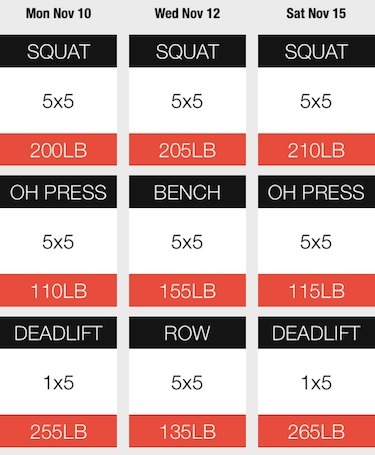 Mon Nov 10 Wed Nov 12 Sat Nov 15
SQUAT SQUAT SQUAT
5x5 5x5 5x5
200LB 205LB 210LB
OH PRESS BENCH OH PRESS
5x5 5x5 5x5
110LB 155LB 115LB
DEADLIFT ROW DEADLIFT
1x5 5x5 1x5
255LB 135LB 265LB